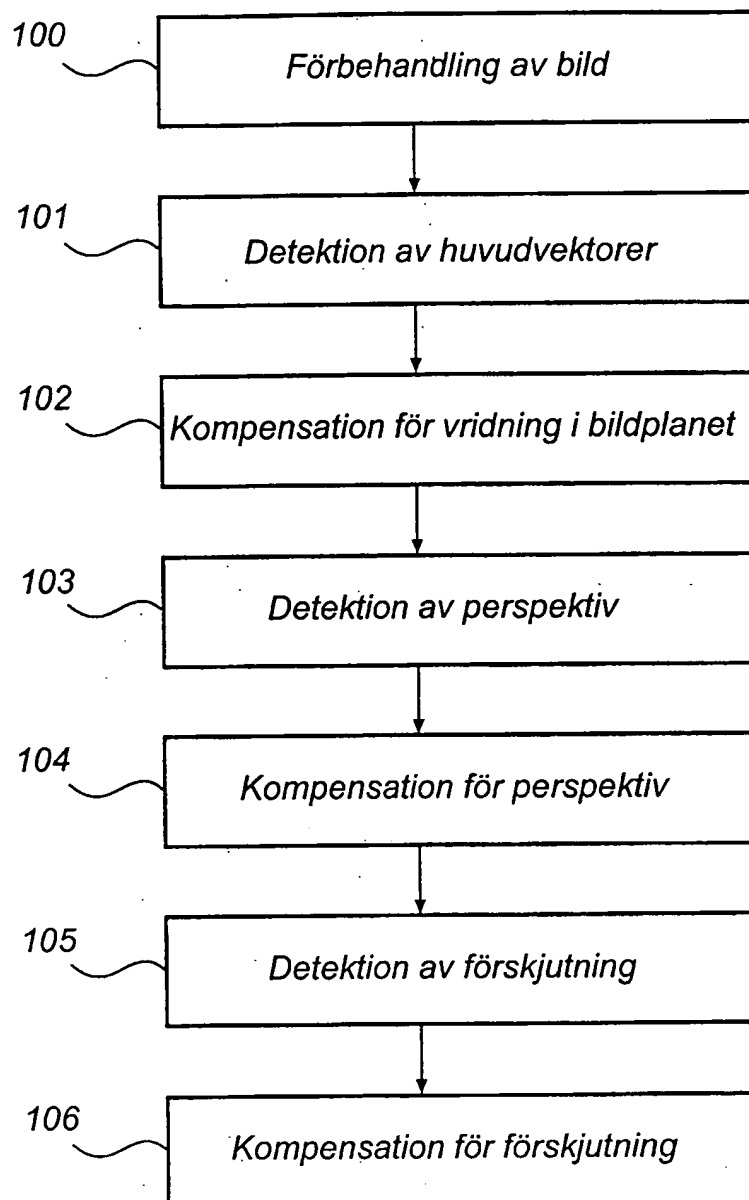 100
Förbehandling av bild
101
Detektion av huvudvektorer
102
Kompensation för vridning i bildplanet
103
Detektion av perspektiv
104
Kompensation för perspektiv
105
Detektion av förskjutning
106
Kompensation för förskjutning